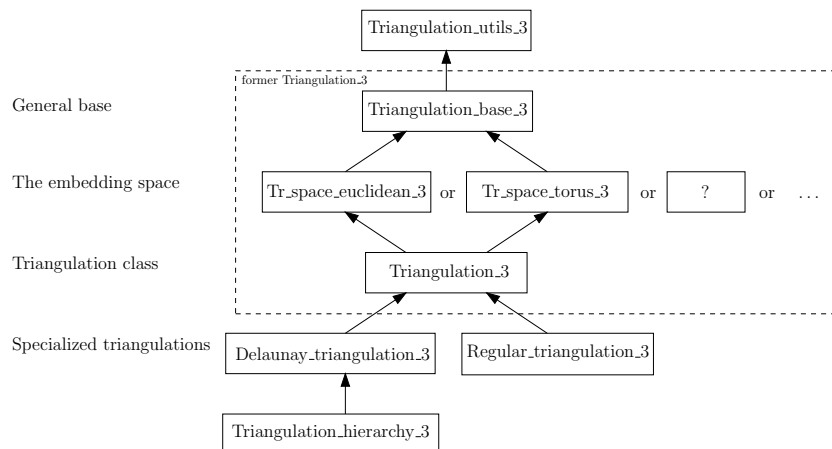 Triangulation_utils_3
former Triangulation_3
General base
Triangulation_base_3
The embedding space
Tr_space_euclidean_3 or Tr_space_torus_3 or ? or ...
Triangulation class
Triangulation_3
Specialized triangulations
Delaunay_triangulation_3
Regular_triangulation_3
Triangulation_hierarchy_3